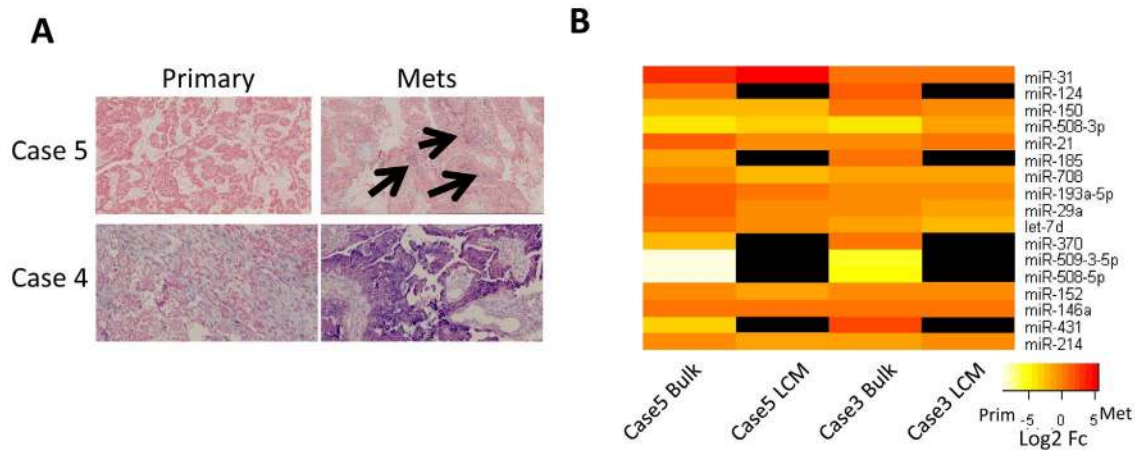 A
Primary Mets
Case 5
Case 4
B
miR-31
miR-124
miR-150
miR-508-3p
miR-21
miR-185
miR-708
miR-193a-5p
miR-29a
let-7d
miR-370
miR-509-3-5p
miR-508-5p
miR-152
miR-146a
miR-431
miR-214
Case5 Bulk
Case5 LCM
Case3 Bulk
Case3 LCM
Prim -5 0 5 Met
Log2 Fc